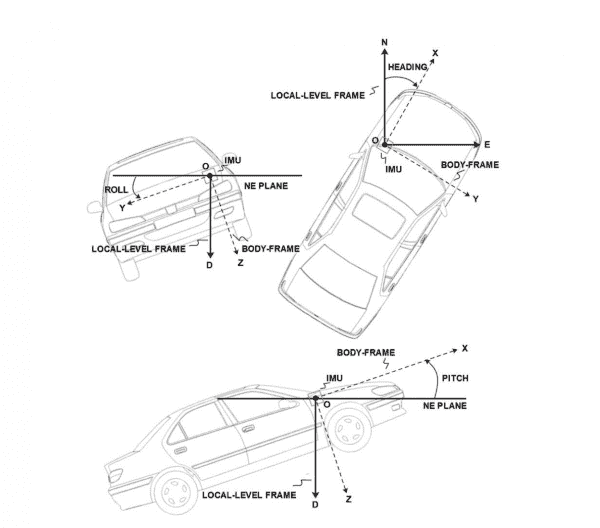 N
X
HEADING
LOCAL-LEVEL FRAME
O
E
IMU
BODY-FRAME
Y
O
IMU
ROLL
NE PLANE
Y
LOCAL-LEVEL FRAME
BODY-FRAME
D
Z
BODY-FRAME
X
IMU
PITCH
O
NE PLANE
LOCAL-LEVEL FRAME
D
Z